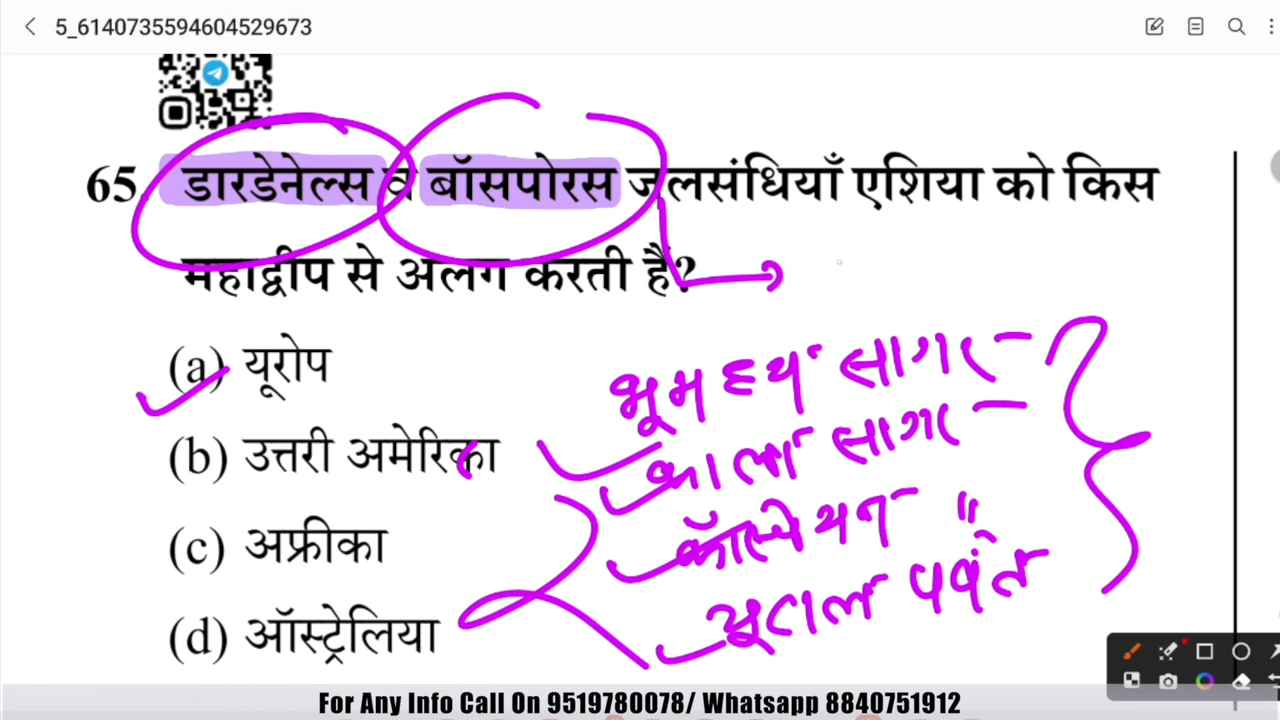 5_6140735594604529673
65. डारडेनेल्स व बॉसपोरस जलसंधियाँ एशिया को किस
महाद्वीप से अलग करती हैं?
(a) यूरोप
(b) उत्तरी अमेरिका
(c) अफ्रीका
(d) ऑस्ट्रेलिया
सागर
काला सागर
कॉस्पियन "
यूराल पर्वत
For Any Info Call On 9519780078/ Whatsapp 8840751912